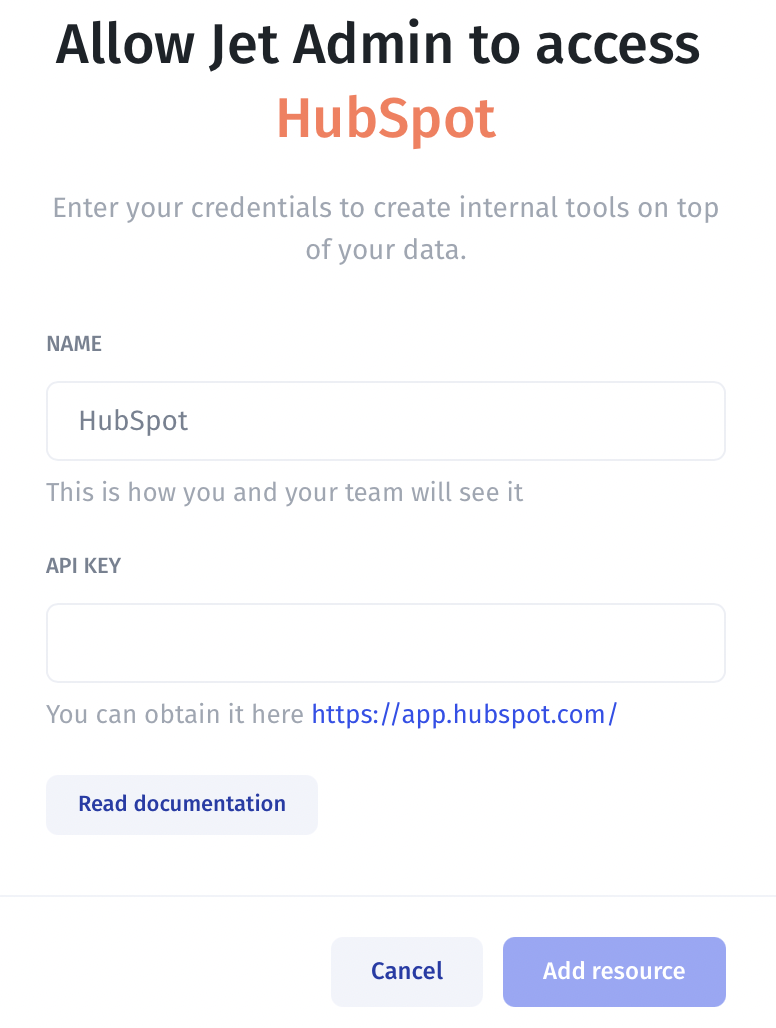 Allow Jet Admin to access
HubSpot
Enter your credentials to create internal tools on top
of your data.
NAME
HubSpot
This is how you and your team will see it
API KEY
You can obtain it here https://app.hubspot.com/
Read documentation
Cancel
Add resource